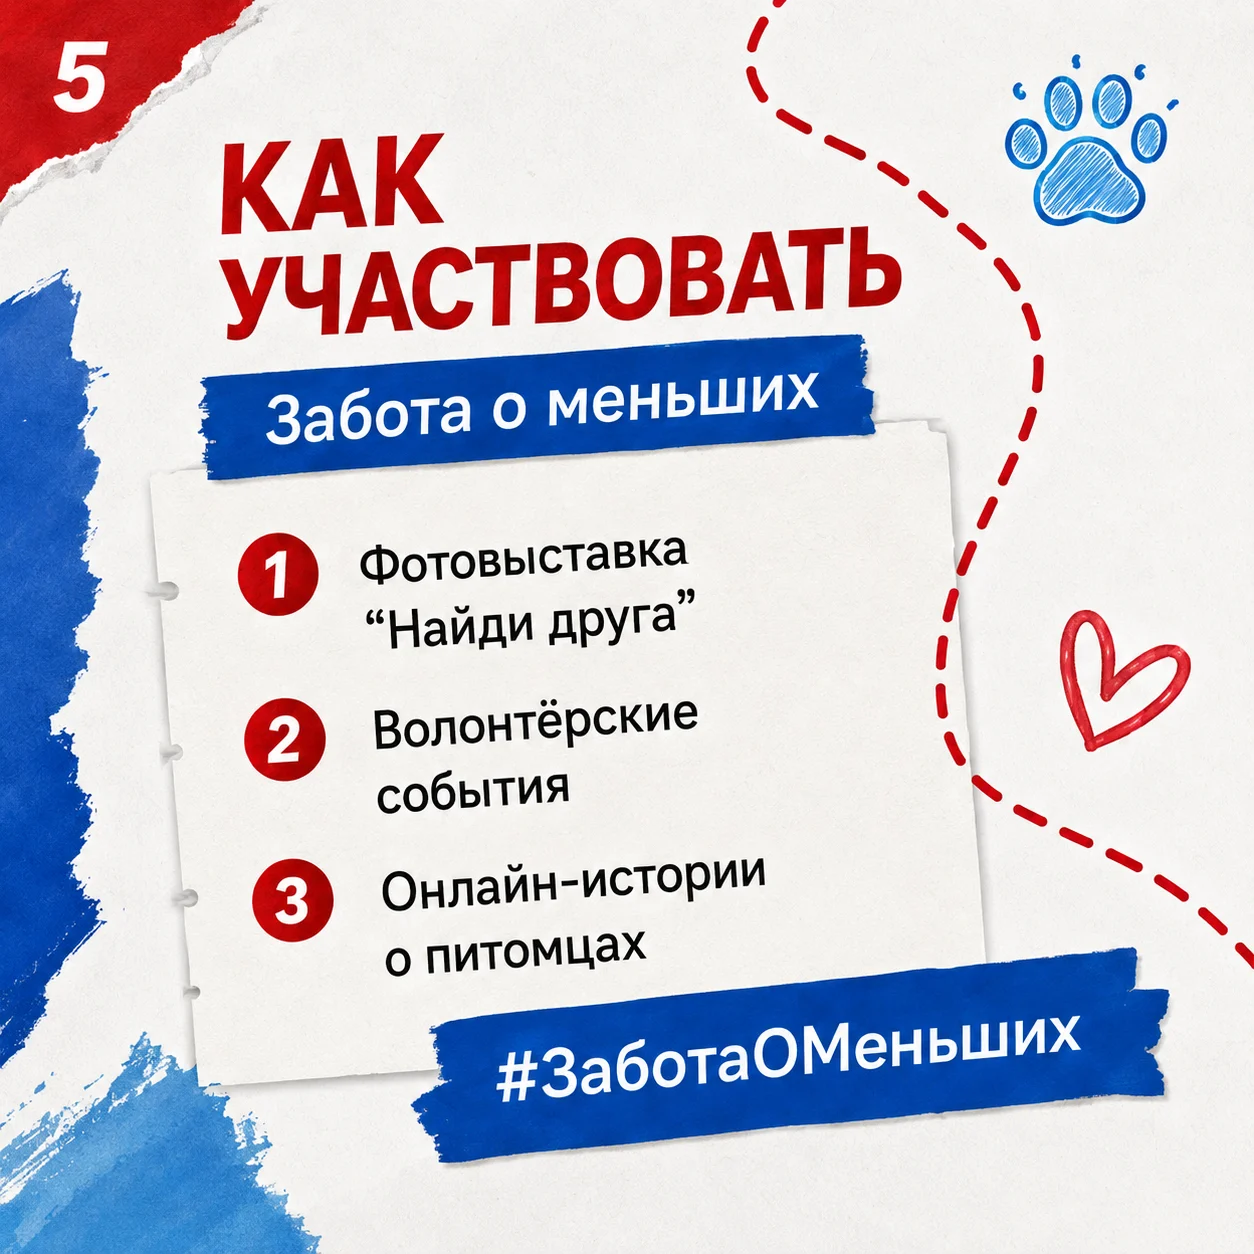 5
КАК
УЧАСТВОВАТЬ
Забота о меньших
1 Фотовыставка
“Найди друга”
2 Волонтёрские
события
3 Онлайн-истории
о питомцах
#ЗаботаОМеньших